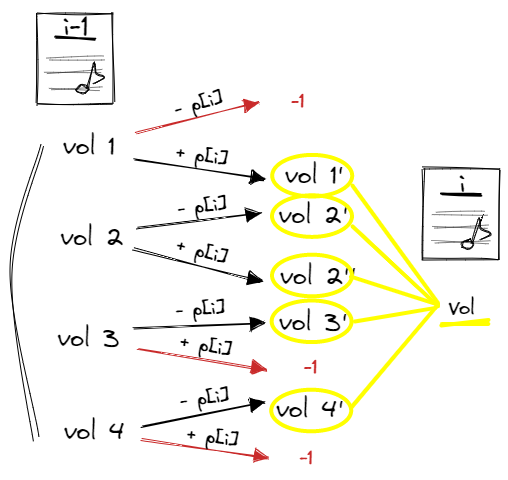 i-1
- p[i]
-1
vol 1
+ p[i]
vol 1'
i
- p[i]
vol 2'
vol 2
+ p[i]
vol 2''
vol
- p[i]
vol 3'
vol 3
+ p[i]
-1
- p[i]
vol 4'
vol 4
+ p[i]
-1